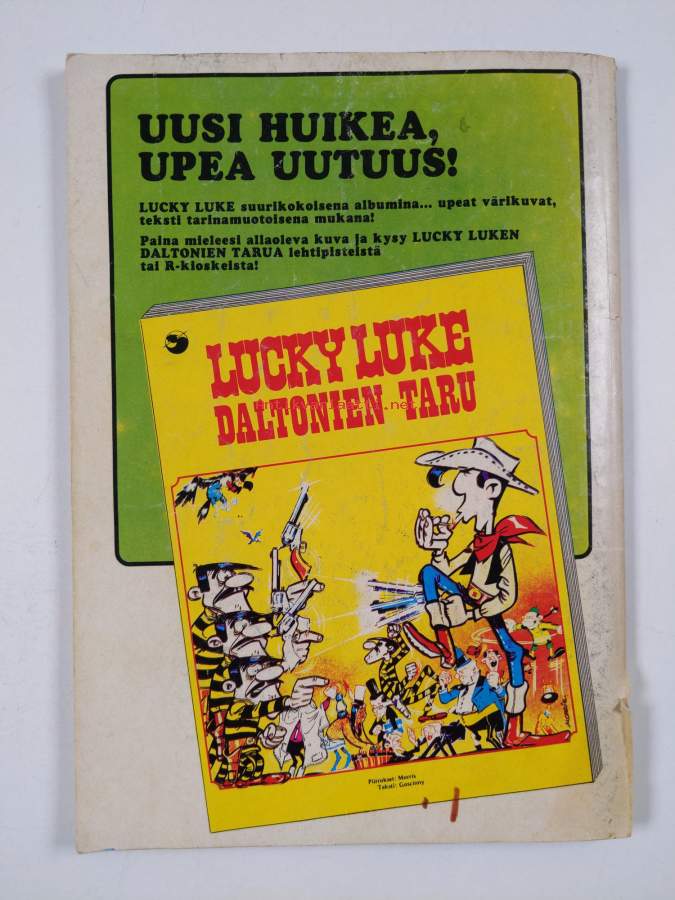 UUSI HUIKEA,
UPEA UUTUUS!
LUCKY LUKE suurikokoisena albumina... upeat värikuvat,
teksti tarinamuotoisena mukana!
Paina mieleesi allaoleva kuva ja kysy LUCKY LUKEN
DALTONIEN TARUA lehtipisteistä
tai R-kioskeista!
LUCKY LUKE
DALTONIEN TARU
Piirrokset: Morris
Teksti: Goscinny